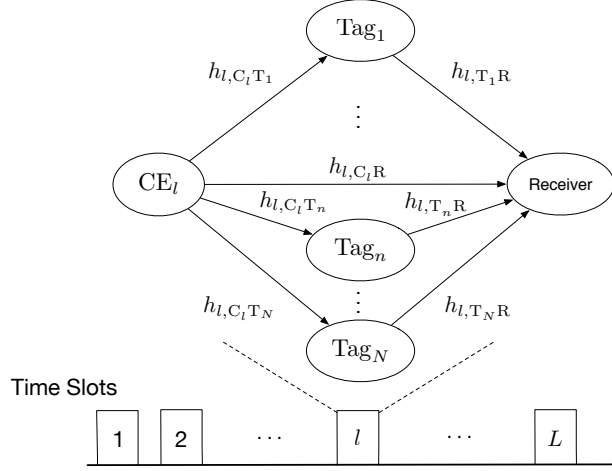 Tag₁
h_{l,C_lT_1} h_{l,T_1R}
⋮
h_{l,C_lR}
CE_l Receiver
h_{l,C_lT_n} h_{l,T_nR}
Tag_n
⋮
h_{l,C_lT_N} h_{l,T_NR}
Tag_N
Time Slots
1 2 ··· l ··· L